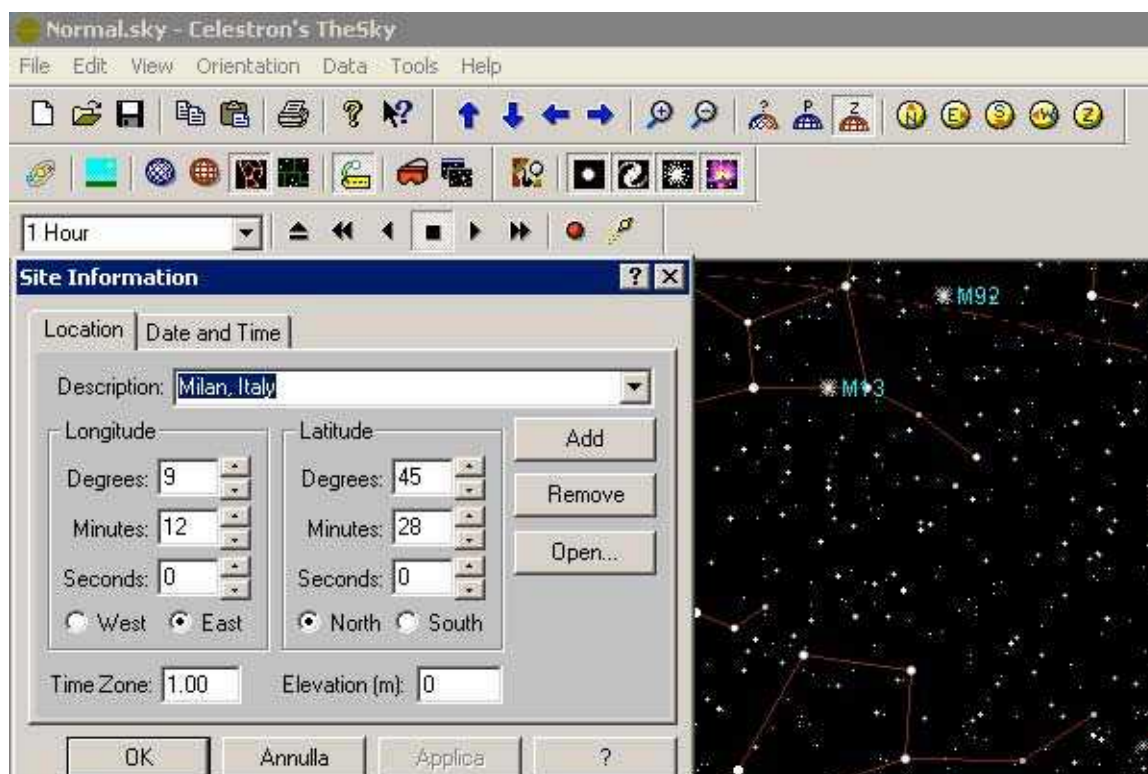 Normal.sky - Celestron's TheSky
File Edit View Orientation Data Tools Help
? P Z N E S W Z
1 Hour
Site Information
Location Date and Time
Description: Milan, Italy
Longitude
Degrees: 9
Minutes: 12
Seconds: 0
West East
Latitude
Degrees: 45
Minutes: 28
Seconds: 0
North South
Add
Remove
Open...
Time Zone: 1.00 Elevation (m): 0
OK Annulla Applica ?
M92
M13